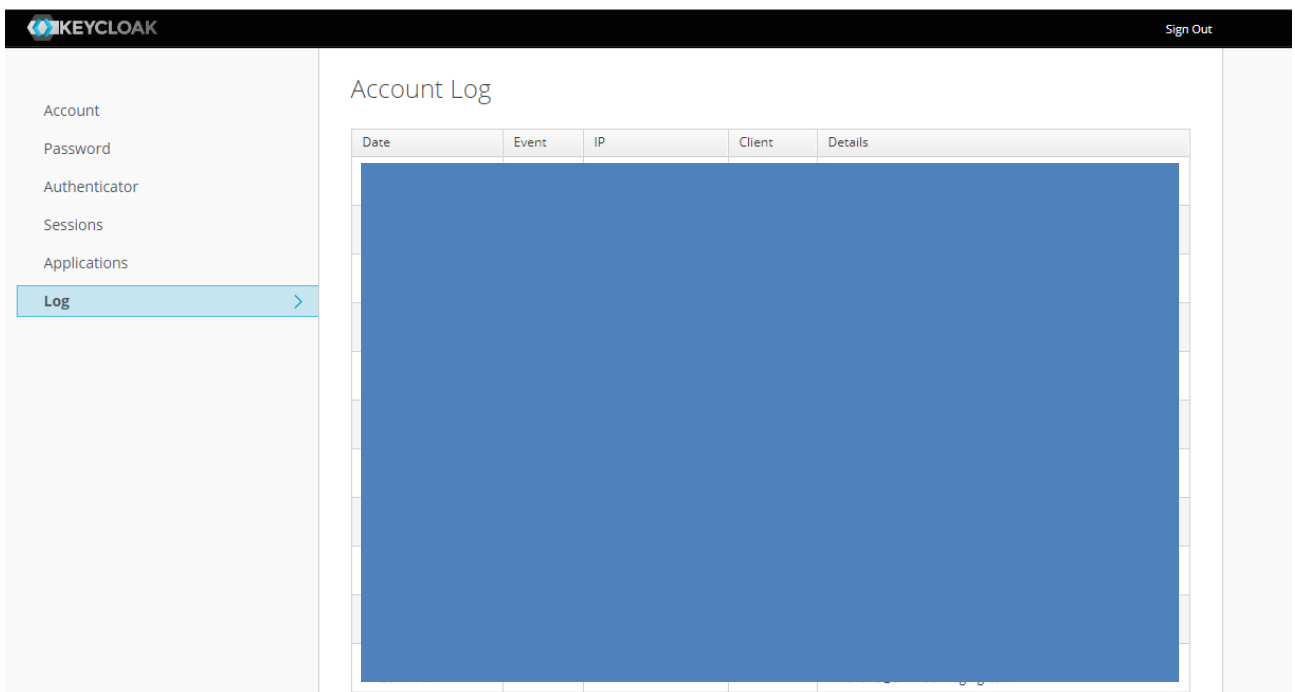 KEYCLOAK
Sign Out
Account Log
Account
Password
Authenticator
Sessions
Applications
Log
Date Event IP Client Details